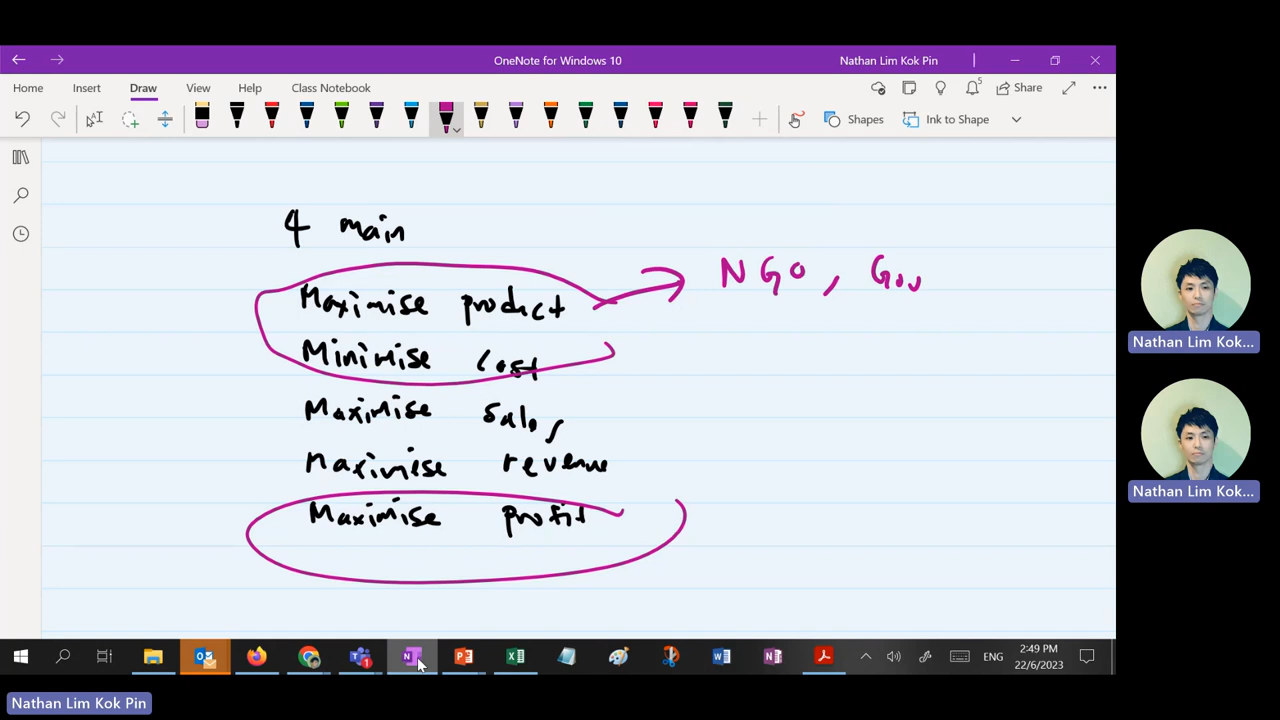 OneNote for Windows 10
Nathan Lim Kok Pin
Home Insert Draw View Help Class Notebook
5
Share
Shapes
Ink to Shape
4 main
Maximise product
NGO, Gov
Minimise cost
Maximise sales
Maximise revenue
Maximise profit
Nathan Lim Kok...
Nathan Lim Kok...
1
ENG
2:49 PM
22/6/2023
Nathan Lim Kok Pin